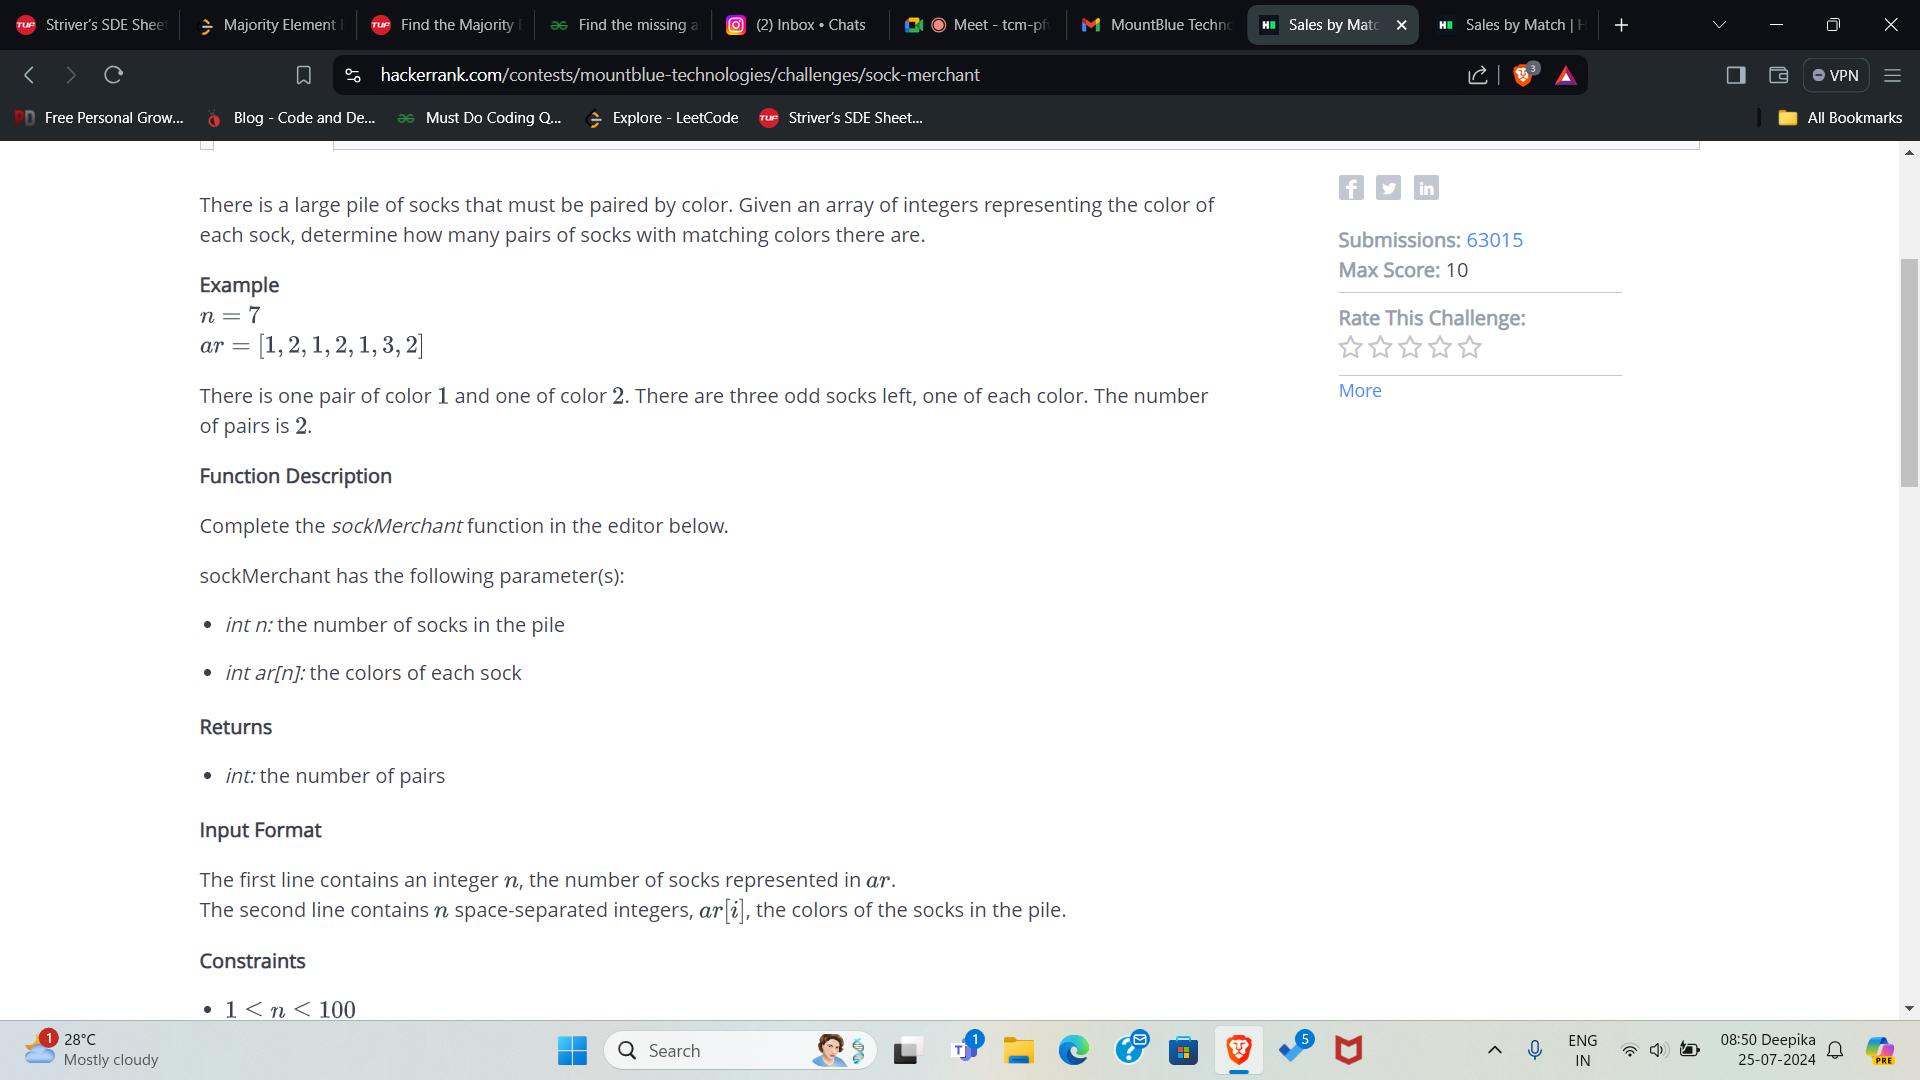 Striver's SDE Shee
Majority Element
Find the Majority
Find the missing a
(2) Inbox • Chats
Meet - tcm-pf
MountBlue Techn
Sales by Matc
Sales by Match | H
hackerrank.com/contests/mountblue-technologies/challenges/sock-merchant
3
VPN
Free Personal Grow...
Blog - Code and De...
Must Do Coding Q...
Explore - LeetCode
Striver's SDE Sheet...
All Bookmarks
There is a large pile of socks that must be paired by color. Given an array of integers representing the color of
each sock, determine how many pairs of socks with matching colors there are.
Example
n = 7
ar = [1, 2, 1, 2, 1, 3, 2]
There is one pair of color 1 and one of color 2. There are three odd socks left, one of each color. The number
of pairs is 2.
Function Description
Complete the sockMerchant function in the editor below.
sockMerchant has the following parameter(s):
• int n: the number of socks in the pile
• int ar[n]: the colors of each sock
Returns
• int: the number of pairs
Input Format
The first line contains an integer n, the number of socks represented in ar.
The second line contains n space-separated integers, ar[i], the colors of the socks in the pile.
Constraints
• 1 < n < 100
Submissions: 63015
Max Score: 10
Rate This Challenge:
More
1
28°C
Mostly cloudy
Search
1
5
ENG
IN
08:50 Deepika
25-07-2024
PRE